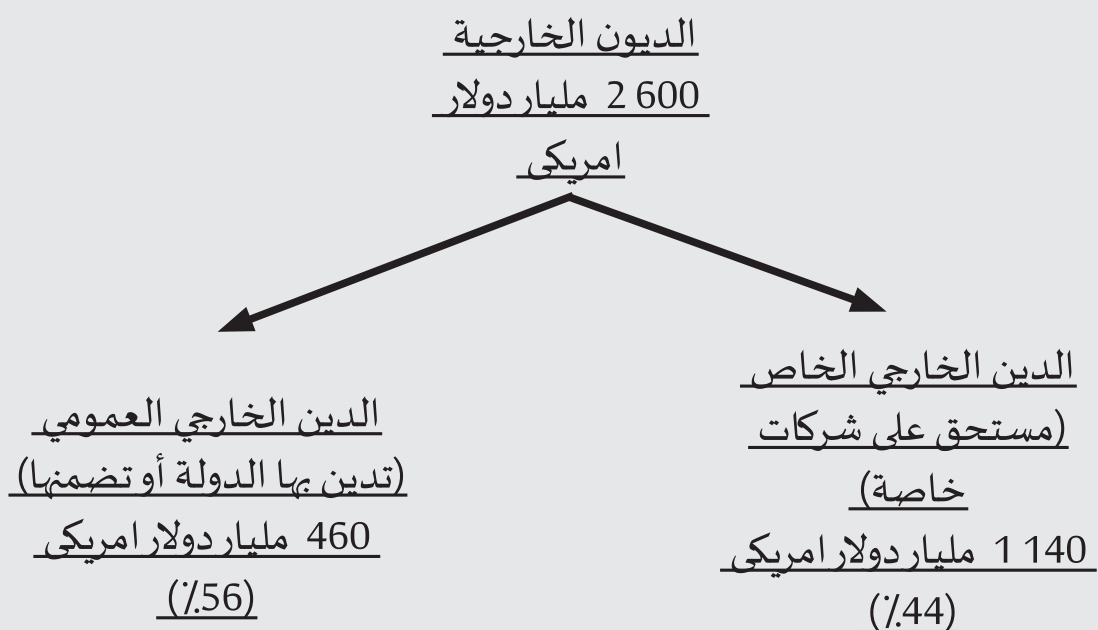 الديون الخارجية
2 600 مليار دولار
امريكى
الدين الخارجي الخاص
(مستحق على شركات
خاصة)
1 140 مليار دولار امريكى
(44٪)
الدين الخارجي العمومي
(تدين بها الدولة أو تضمنها)
460 مليار دولار امريكى
(56٪)